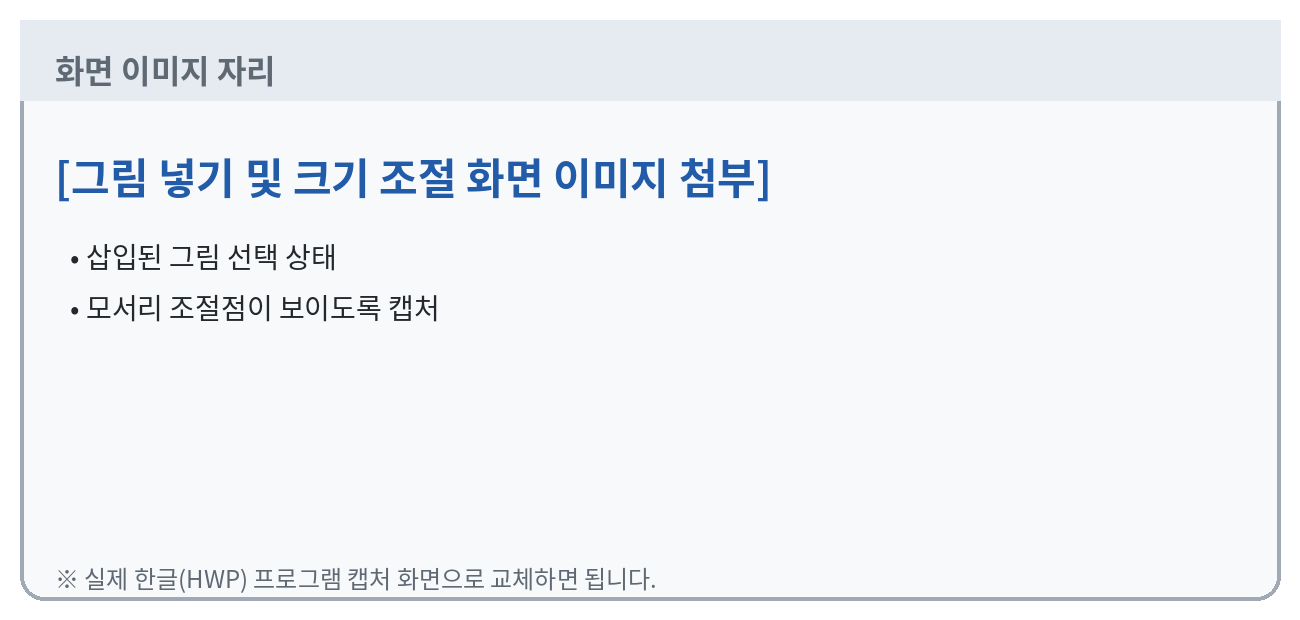 화면 이미지 자리
[그림 넣기 및 크기 조절 화면 이미지 첨부]
• 삽입된 그림 선택 상태
• 모서리 조절점이 보이도록 캡처
※ 실제 한글(HWP) 프로그램 캡처 화면으로 교체하면 됩니다.